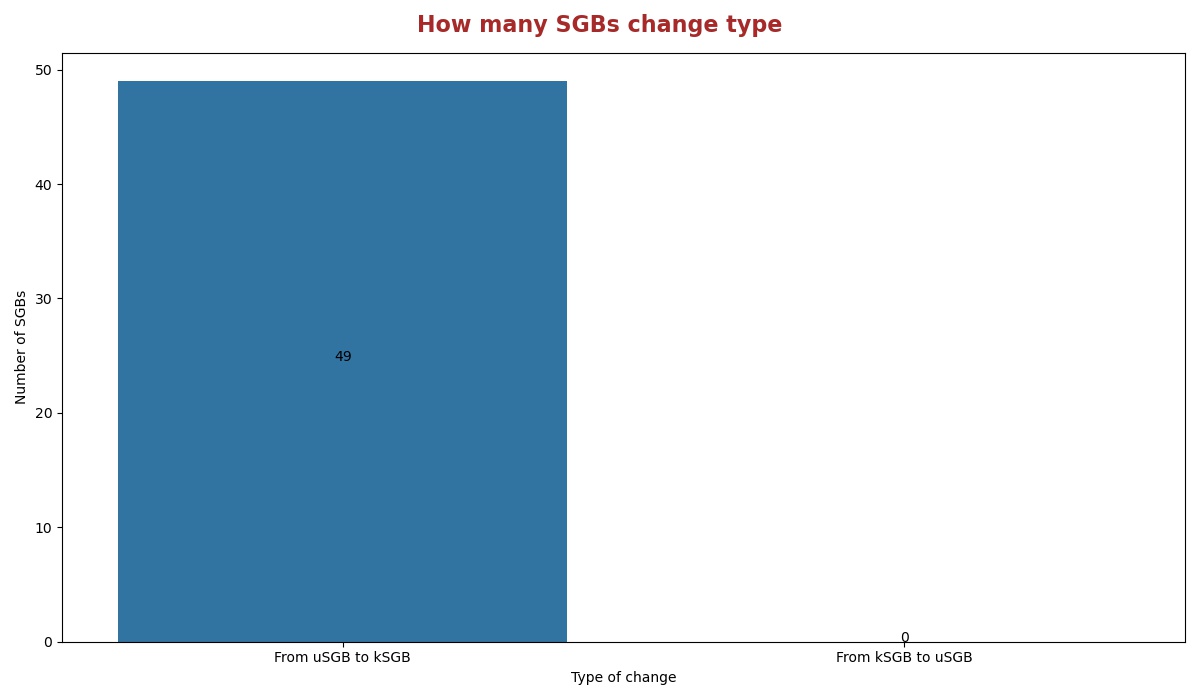 How many SGBs change type
50
40
30
20
10
0
Number of SGBs
49
0
From uSGB to kSGB
From kSGB to uSGB
Type of change